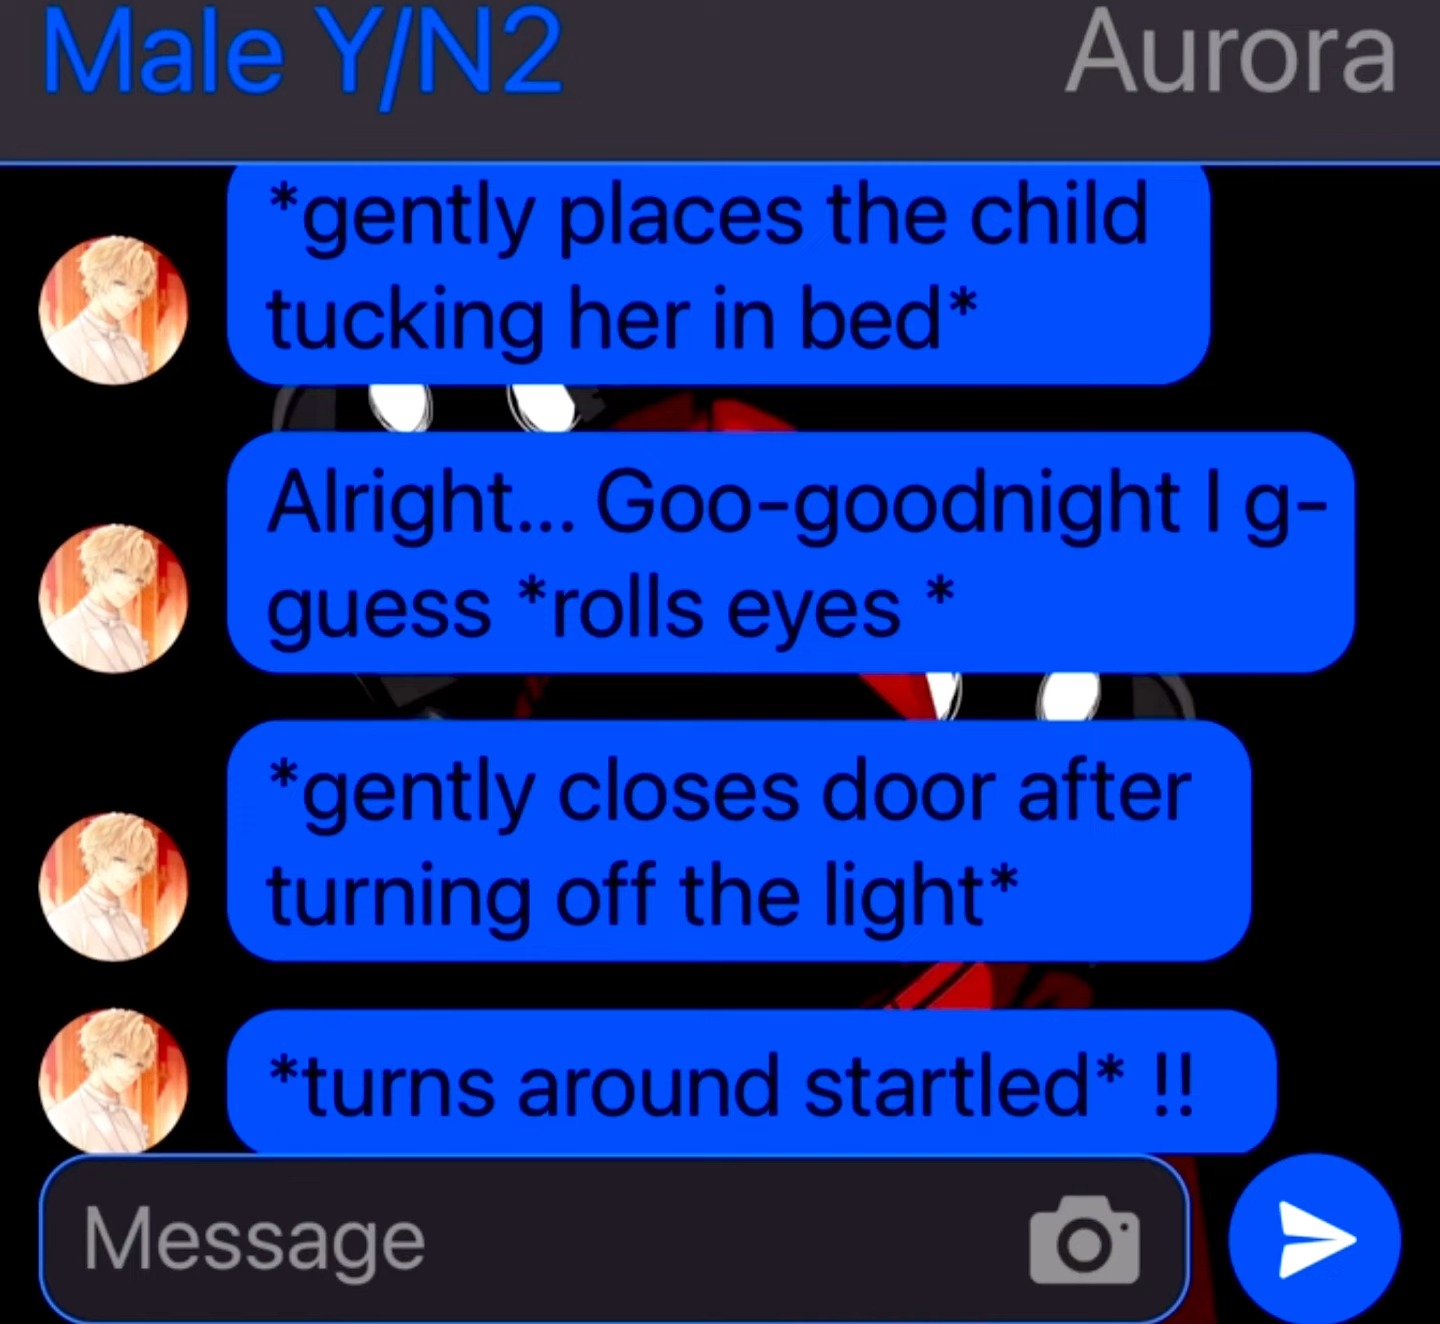 Male Y/N2 Aurora
*gently places the child
tucking her in bed*
Alright... Goo-goodnight I g-
guess *rolls eyes *
*gently closes door after
turning off the light*
*turns around startled* !!
Message